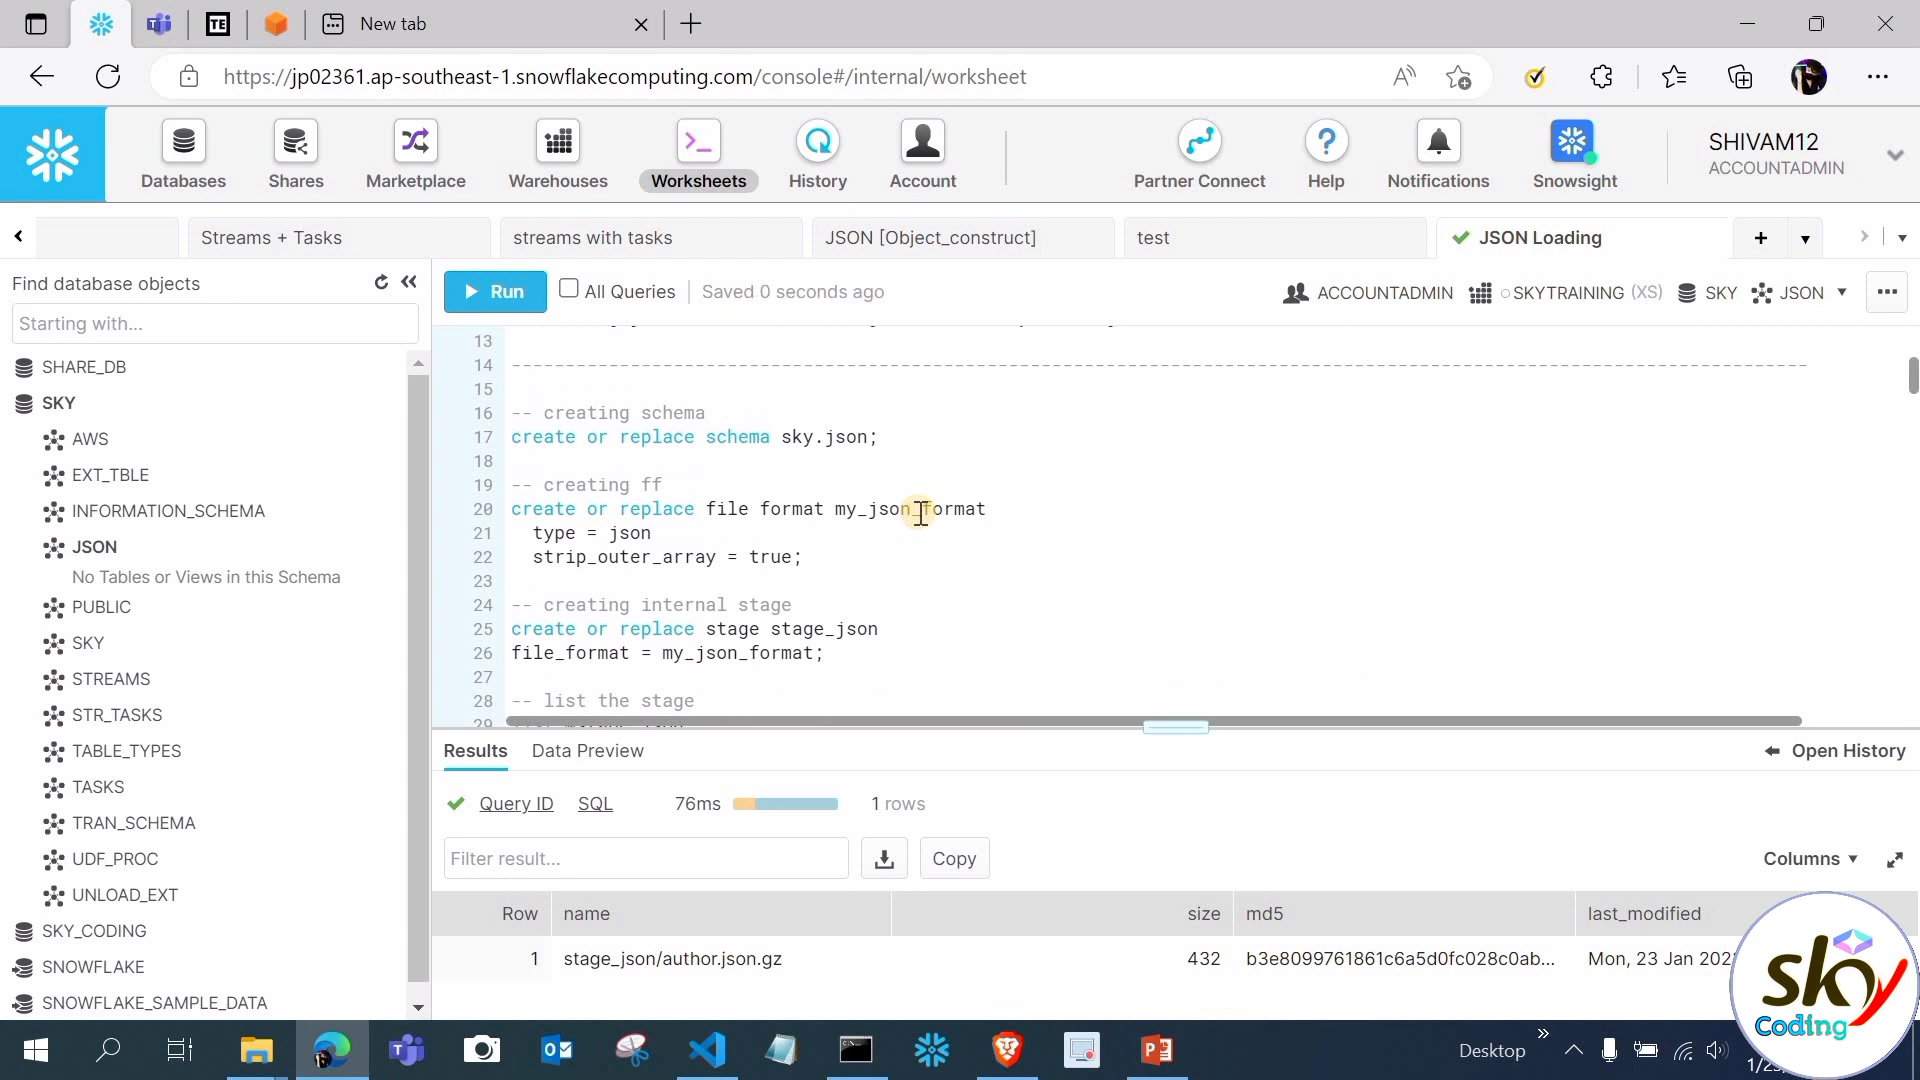 TE
New tab
https://jp02361.ap-southeast-1.snowflakecomputing.com/console#/internal/worksheet
Databases
Shares
Marketplace
Warehouses
Worksheets
History
Account
Partner Connect
Help
Notifications
Snowsight
SHIVAM12
ACCOUNTADMIN
Streams + Tasks
streams with tasks
JSON [Object_construct]
test
JSON Loading
Find database objects
Starting with...
SHARE_DB
SKY
AWS
EXT_TBLE
INFORMATION_SCHEMA
JSON
No Tables or Views in this Schema
PUBLIC
SKY
STREAMS
STR_TASKS
TABLE_TYPES
TASKS
TRAN_SCHEMA
UDF_PROC
UNLOAD_EXT
SKY_CODING
SNOWFLAKE
SNOWFLAKE_SAMPLE_DATA
Run
All Queries
Saved 0 seconds ago
ACCOUNTADMIN
SKYTRAINING (XS)
SKY
JSON
13
14 ------------------------------------------------------------------------------------------------------------------------
15
16 -- creating schema
17 create or replace schema sky.json;
18
19 -- creating ff
20 create or replace file format my_json_format
21 type = json
22 strip_outer_array = true;
23
24 -- creating internal stage
25 create or replace stage stage_json
26 file_format = my_json_format;
27
28 -- list the stage
29
Results
Data Preview
Open History
Query ID
SQL
76ms
1 rows
Filter result...
Copy
Columns
Row name size md5 last_modified
1 stage_json/author.json.gz 432 b3e8099761861c6a5d0fc028c0ab... Mon, 23 Jan 202
sky
Coding
Desktop